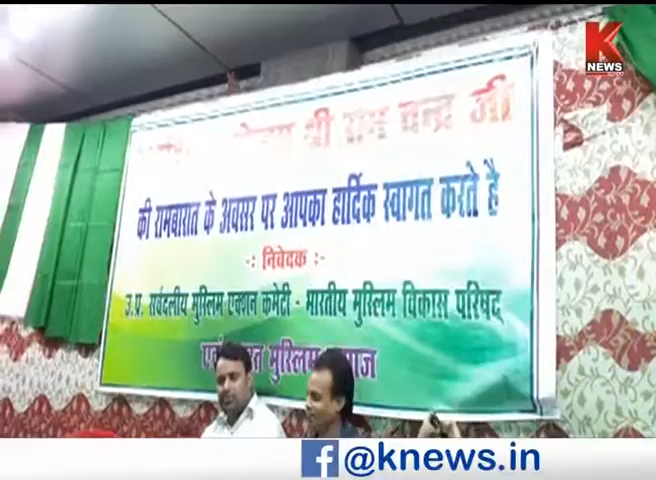 K
NEWS
श्री राम चन्द्र जी
की रामबारात के अवसर पर आपका हार्दिक स्वागत करते है
-: निवेदक :-
उ.प्र. सर्वदलीय मुस्लिम एक्शन कमेटी - भारतीय मुस्लिम विकास परिषद्
मुस्लिम
f @knews.in